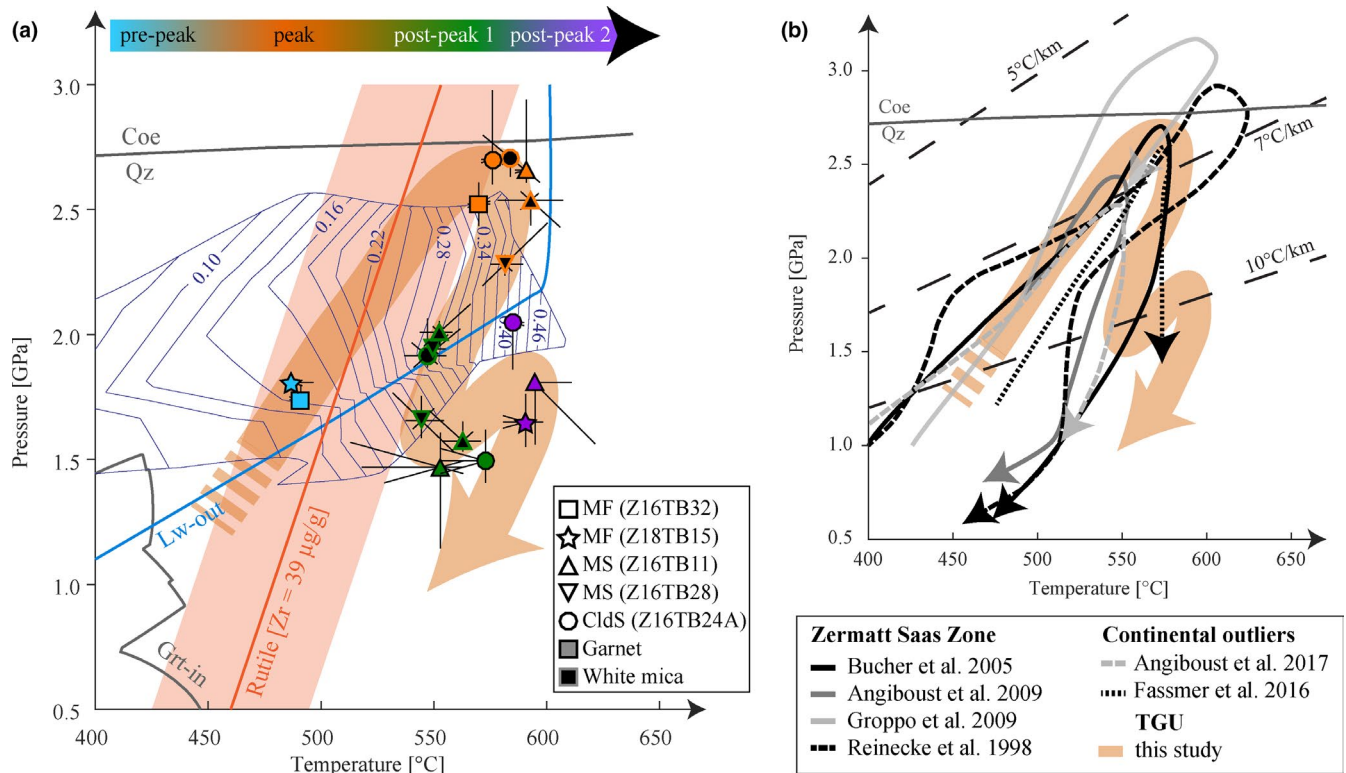 (a)
pre-peak peak post-peak 1 post-peak 2
3.0
2.5
2.0
1.5
1.0
0.5
Pressure [GPa]
Coe
Qz
0.10
0.16
0.22
0.28
0.34
0.40
0.46
Lw-out
Grt-in
Rutile [Zr = 39 µg/g]
MF (Z16TB32)
MF (Z18TB15)
MS (Z16TB11)
MS (Z16TB28)
CldS (Z16TB24A)
Garnet
White mica
400 450 500 550 600 650
Temperature [°C]
(b)
3.0
2.5
2.0
1.5
1.0
0.5
Pressure [GPa]
Coe
Qz
5°C/km
7°C/km
10°C/km
400 450 500 550 600 650
Temperature [°C]
Zermatt Saas Zone
Bucher et al. 2005
Angiboust et al. 2009
Groppo et al. 2009
Reinecke et al. 1998
Continental outliers
Angiboust et al. 2017
Fassmer et al. 2016
TGU
this study